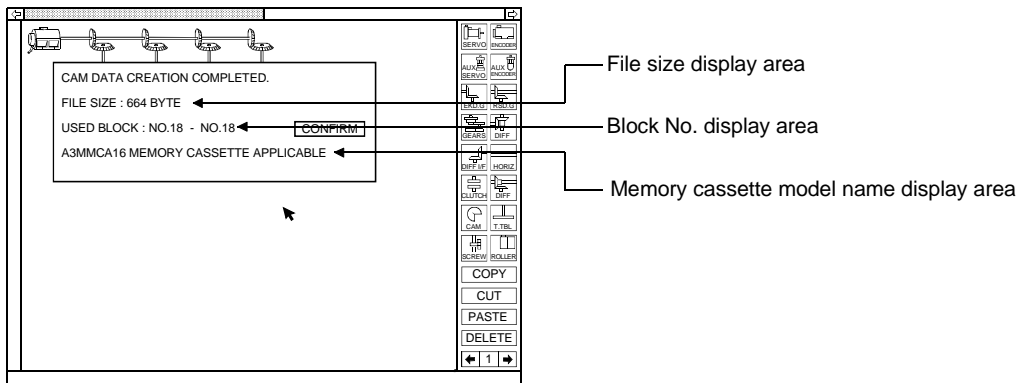 SERVO ENCODER
AUX SERVO AUX ENCODER
CAM DATA CREATION COMPLETED.
FILE SIZE : 664 BYTE
USED BLOCK : NO.18 - NO.18 CONFIRM
A3MMCA16 MEMORY CASSETTE APPLICABLE
File size display area
Block No. display area
Memory cassette model name display area
EKD.G RSD.G
GEARS DIFF
DIFF I/F HORIZ
CLUTCH DIFF
CAM T.TBL
SCREW ROLLER
COPY
CUT
PASTE
DELETE
1